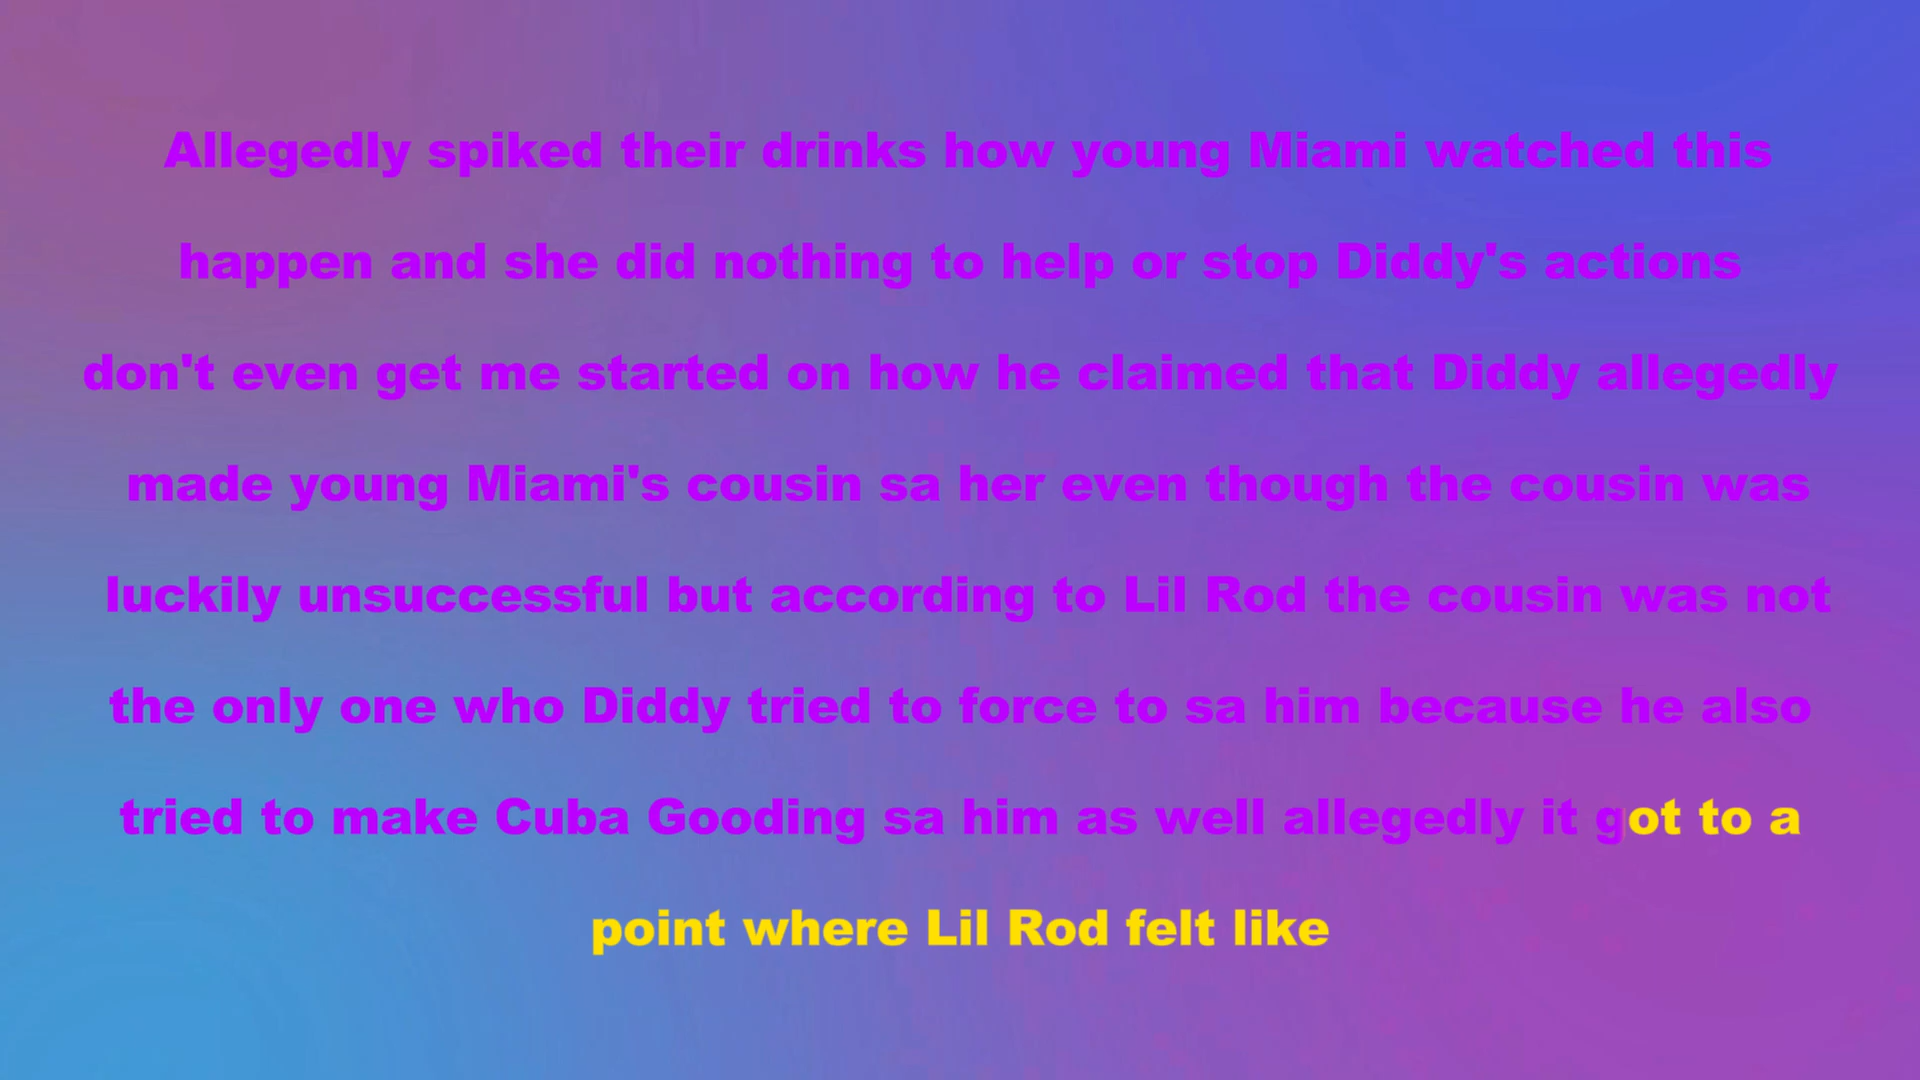 Allegedly spiked their drinks how young Miami watched this
happen and she did nothing to help or stop Diddy's actions
don't even get me started on how he claimed that Diddy allegedly
made young Miami's cousin sa her even though the cousin was
luckily unsuccessful but according to Lil Rod the cousin was not
the only one who Diddy tried to force to sa him because he also
tried to make Cuba Gooding sa him as well allegedly it got to a
point where Lil Rod felt like